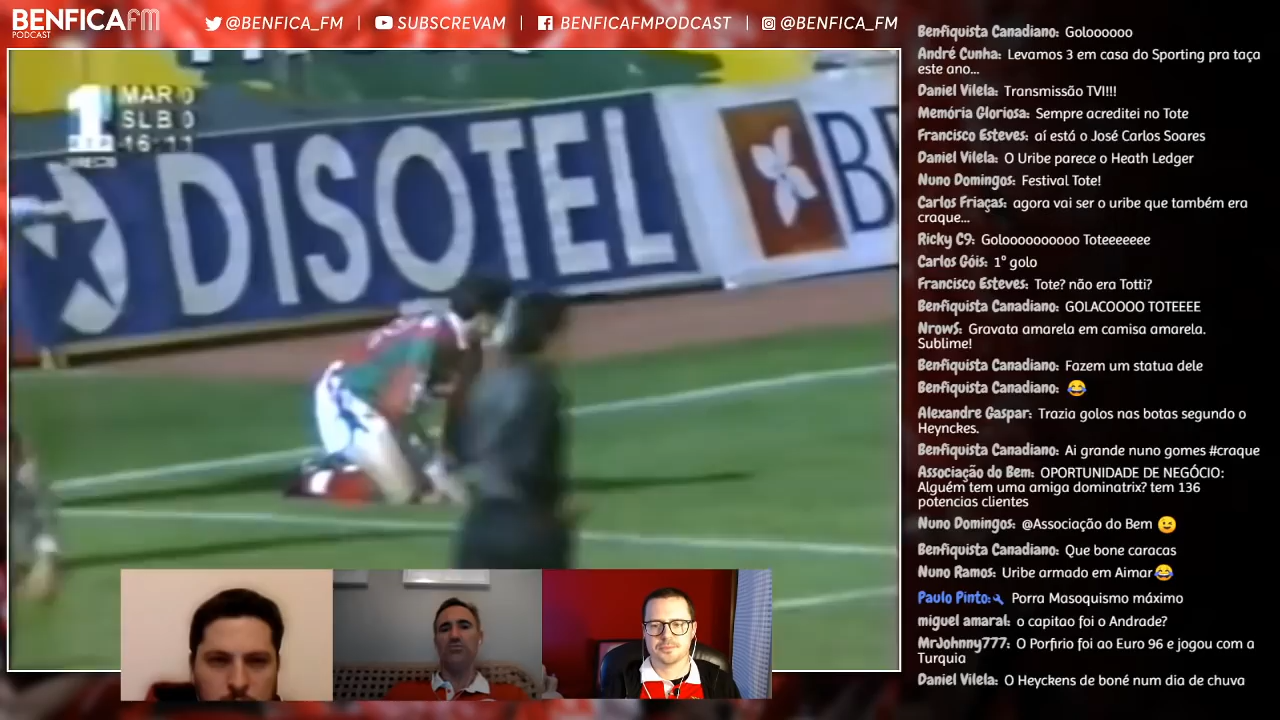 BENFICAFM
PODCAST
@BENFICA_FM | SUBSCREVAM | BENFICAFMPODCAST | @BENFICA_FM
1
MAR 0
SLB 0
16:11
DIRECTO
DISOTEL
B
Benfiquista Canadiano: Goloooooo
André Cunha: Levamos 3 em casa do Sporting pra taça
este ano...
Daniel Vilela: Transmissão TVI!!!
Memória Gloriosa: Sempre acreditei no Tote
Francisco Esteves: aí está o José Carlos Soares
Daniel Vilela: O Uribe parece o Heath Ledger
Nuno Domingos: Festival Tote!
Carlos Friaças: agora vai ser o uribe que também era
craque...
Ricky C9: Goloooooooooo Toteeeeeee
Carlos Góis: 1º golo
Francisco Esteves: Tote? não era Totti?
Benfiquista Canadiano: GOLACOOOO TOTEEEE
NrowS: Gravata amarela em camisa amarela.
Sublime!
Benfiquista Canadiano: Fazem um statua dele
Benfiquista Canadiano: 😂
Alexandre Gaspar: Trazia golos nas botas segundo o
Heynckes.
Benfiquista Canadiano: Ai grande nuno gomes #craque
Associação do Bem: OPORTUNIDADE DE NEGÓCIO:
Alguém tem uma amiga dominatrix? tem 136
potencias clientes
Nuno Domingos: @Associação do Bem 😉
Benfiquista Canadiano: Que bone caracas
Nuno Ramos: Uribe armado em Aimar😂
Paulo Pinto: Porra Masoquismo máximo
miguel amaral: o capitao foi o Andrade?
MrJohnny777: O Porfirio foi ao Euro 96 e jogou com a
Turquia
Daniel Vilela: O Heyckens de boné num dia de chuva